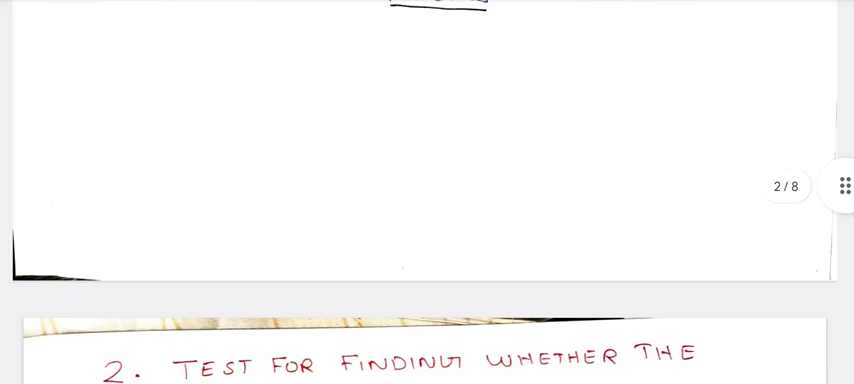 2 / 8
2. TEST FOR FINDING WHETHER THE